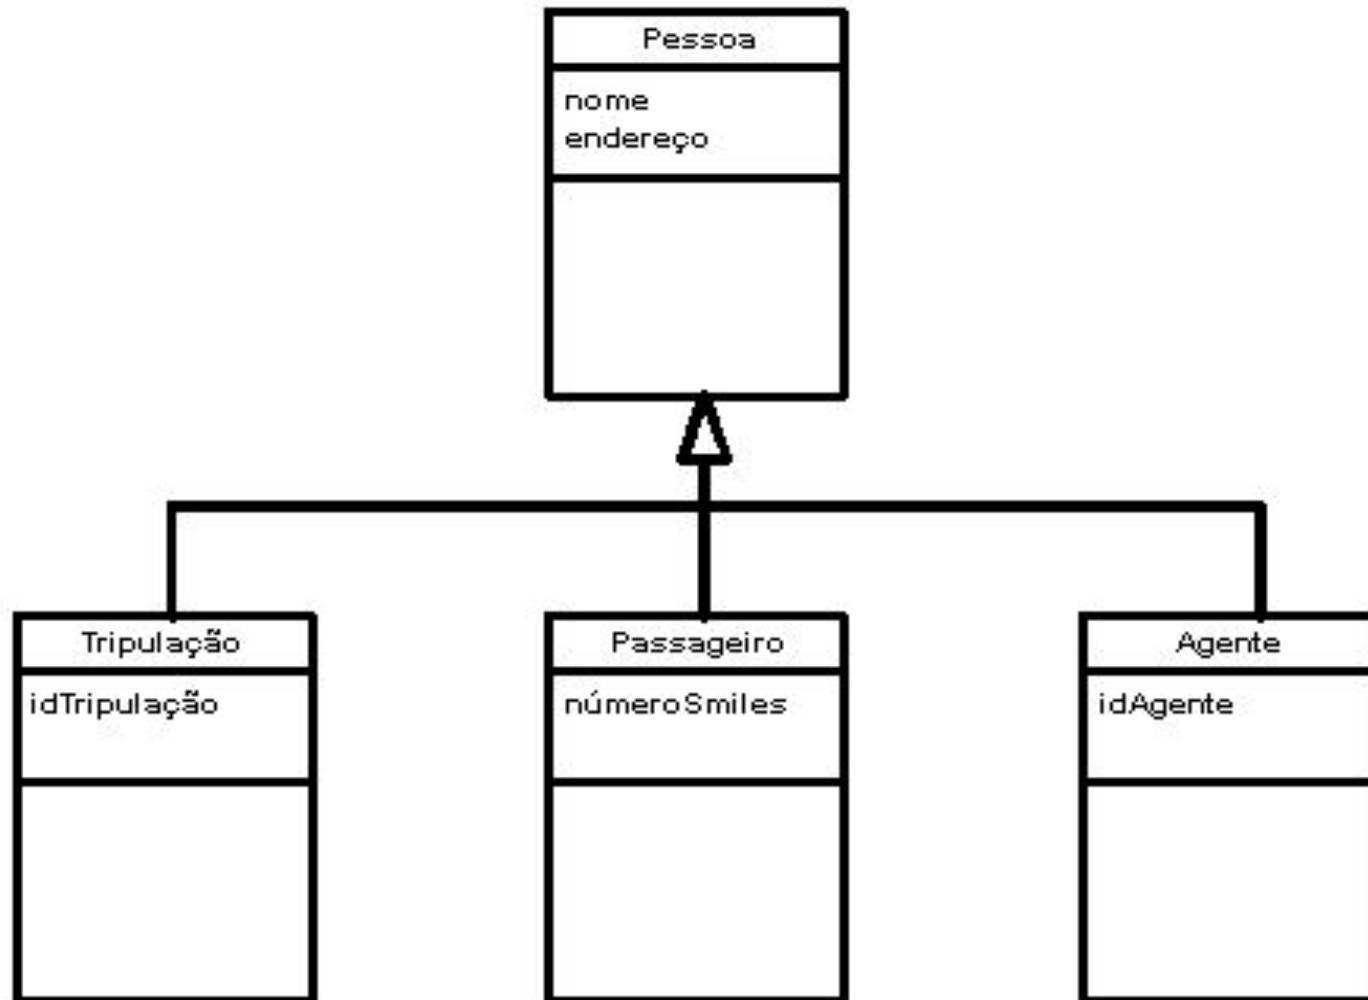 Pessoa
nome
endereço
Tripulação
idTripulação
Passageiro
númeroSmiles
Agente
idAgente